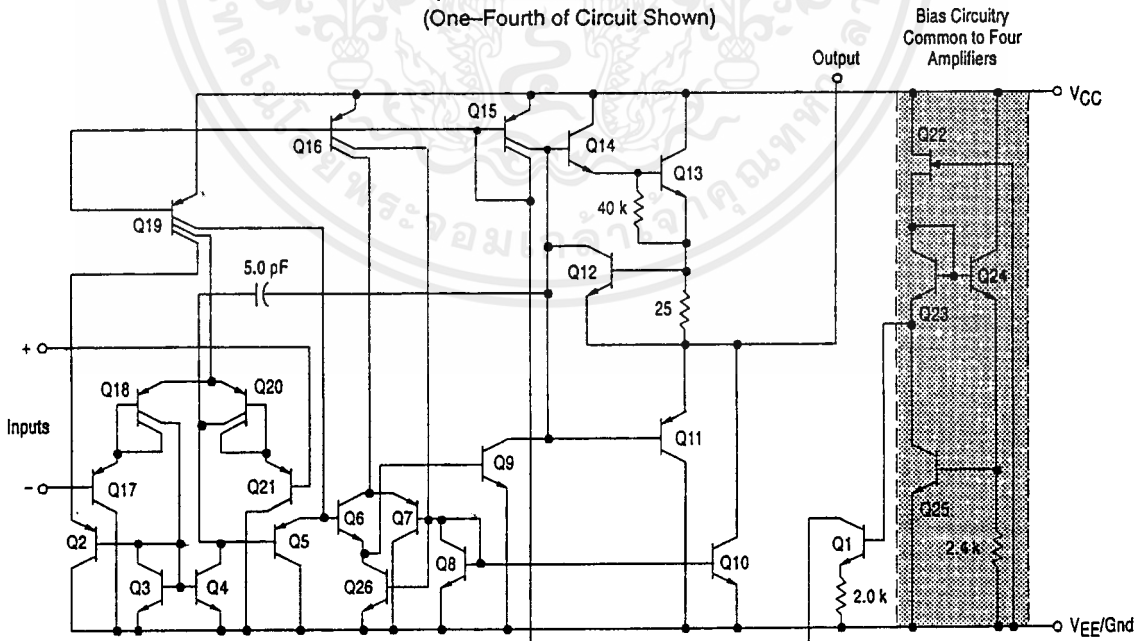 (One–Fourth of Circuit Shown)
Bias Circuitry
Common to Four
Amplifiers
Output
VCC
Q15
Q22
Q16
Q14
Q13
40 k
Q19
Q12
Q24
5.0 pF
Q23
25
+
Q18
Q20
Inputs
Q11
Q9
–
Q17
Q21
Q25
Q6
Q7
Q2
Q5
Q1
2.4 k
Q3
Q4
Q8
Q10
Q26
2.0 k
VEE/Gnd